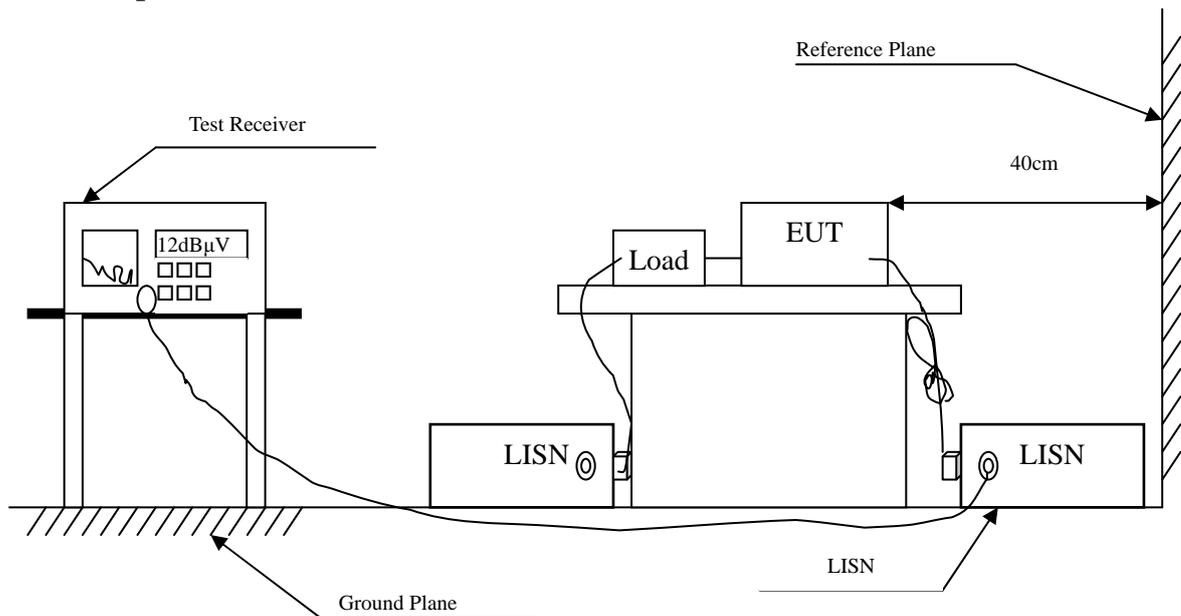 Reference Plane
Test Receiver
40cm
12dBµV
Load
EUT
LISN
LISN
LISN
Ground Plane